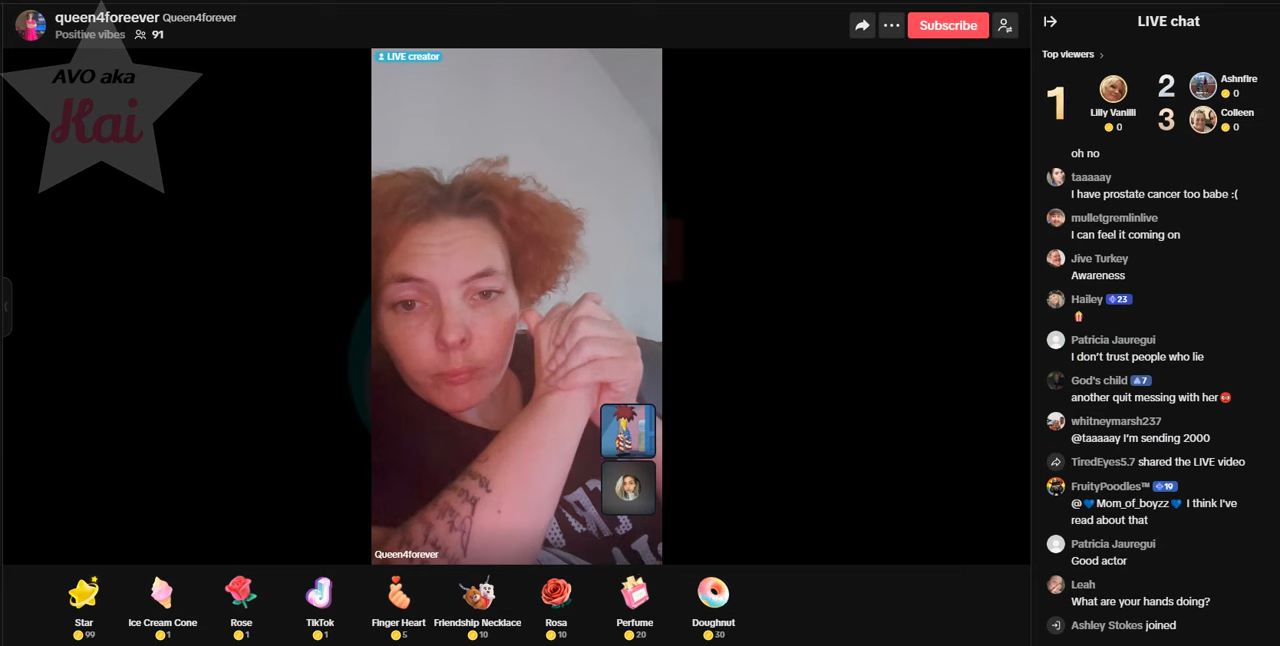 queen4foreever Queen4forever
Positive vibes 91
AVO aka
Kai
Subscribe
LIVE creator
Queen4forever
Star
99
Ice Cream Cone
1
Rose
1
TikTok
1
Finger Heart
5
Friendship Necklace
10
Rosa
10
Perfume
20
Doughnut
30
LIVE chat
Top viewers
1
Lilly Vanilli
0
2
Ashnfire
0
3
Colleen
0
oh no
taaaaay
I have prostate cancer too babe :(
mulletgremlinlive
I can feel it coming on
Jive Turkey
Awareness
Hailey 23
Patricia Jauregui
I don't trust people who lie
God's child 7
another quit messing with her
whitneymarsh237
@taaaaay I'm sending 2000
TiredEyes5.7 shared the LIVE video
FruityPoodles™ 19
@💙Mom_of_boyzz💙 I think I've
read about that
Patricia Jauregui
Good actor
Leah
What are your hands doing?
Ashley Stokes joined